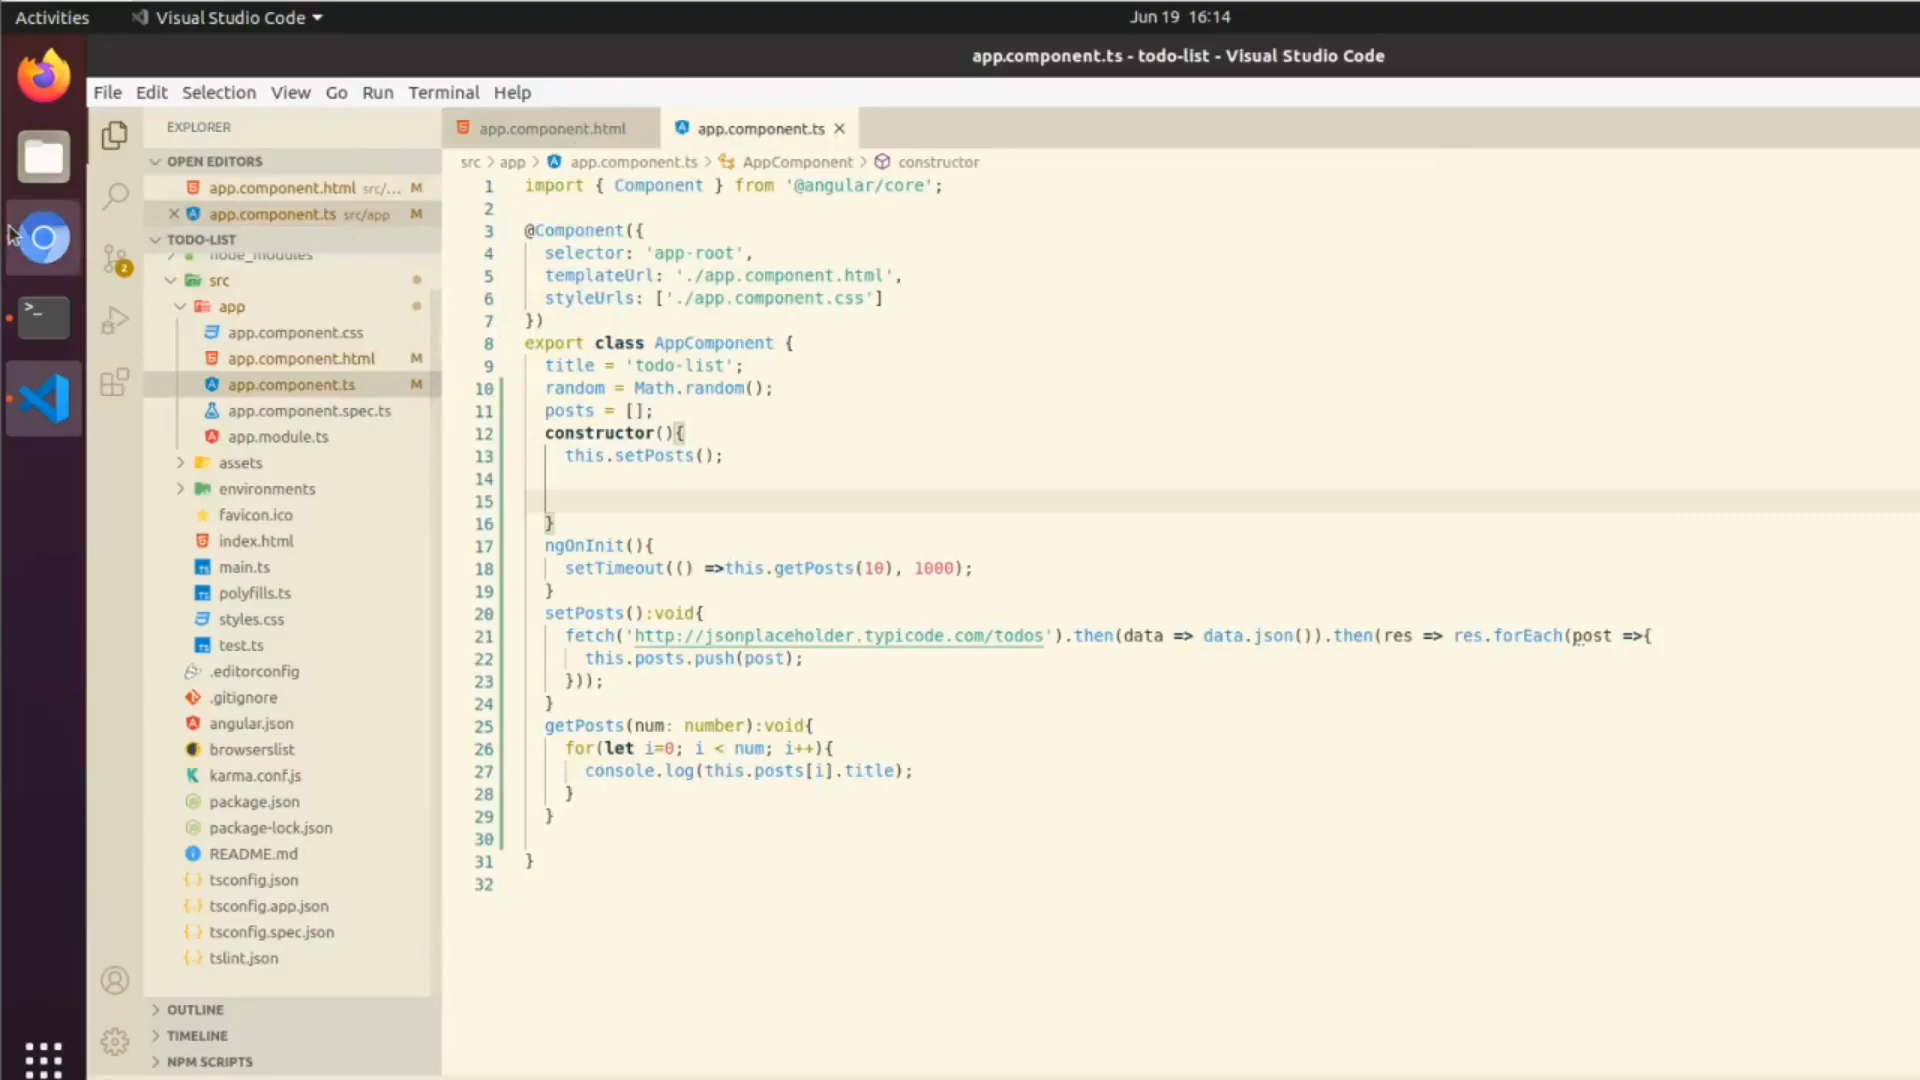 Activities
Visual Studio Code
Jun 19 16:14
app.component.ts - todo-list - Visual Studio Code
File Edit Selection View Go Run Terminal Help
EXPLORER
OPEN EDITORS
app.component.html src/... M
app.component.ts src/app M
TODO-LIST
node_modules
src
app
app.component.css
app.component.html M
app.component.ts M
app.component.spec.ts
app.module.ts
assets
environments
favicon.ico
index.html
main.ts
polyfills.ts
styles.css
test.ts
.editorconfig
.gitignore
angular.json
browserslist
karma.conf.js
package.json
package-lock.json
README.md
tsconfig.json
tsconfig.app.json
tsconfig.spec.json
tslint.json
OUTLINE
TIMELINE
NPM SCRIPTS
2
app.component.html
app.component.ts
src > app > app.component.ts > AppComponent > constructor
1 import { Component } from '@angular/core';
2
3 @Component({
4 selector: 'app-root',
5 templateUrl: './app.component.html',
6 styleUrls: ['./app.component.css']
7 })
8 export class AppComponent {
9 title = 'todo-list';
10 random = Math.random();
11 posts = [];
12 constructor(){
13 this.setPosts();
14
15
16 }
17 ngOnInit(){
18 setTimeout(() =>this.getPosts(10), 1000);
19 }
20 setPosts():void{
21 fetch('http://jsonplaceholder.typicode.com/todos').then(data => data.json()).then(res => res.forEach(post =>{
22 this.posts.push(post);
23 }));
24 }
25 getPosts(num: number):void{
26 for(let i=0; i < num; i++){
27 console.log(this.posts[i].title);
28 }
29 }
30
31 }
32